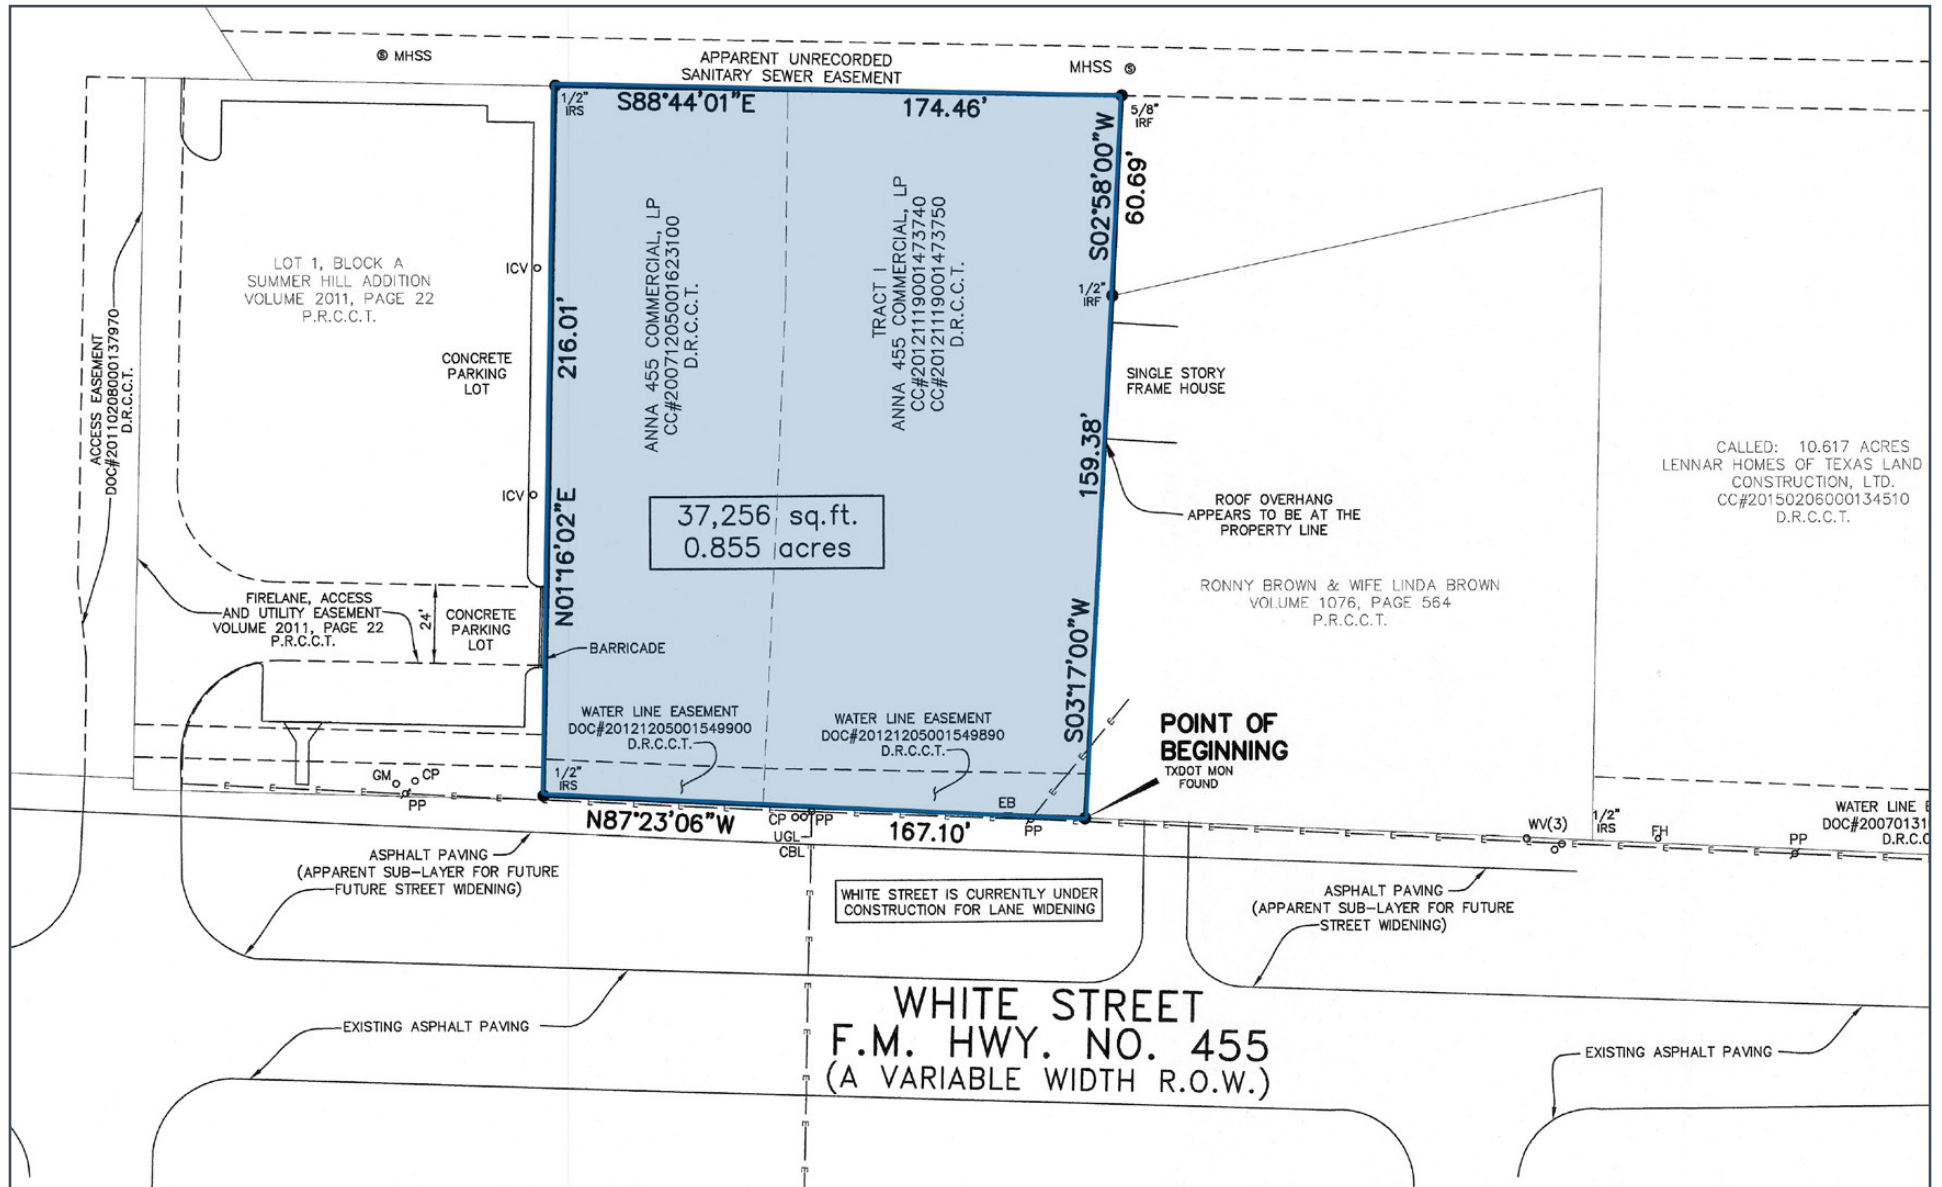 MHSS
APPARENT UNRECORDED
SANITARY SEWER EASEMENT
MHSS
1/2"
IRS
S88°44'01"E
174.46'
5/8"
IRF
S02°58'00"W
60.69'
LOT 1, BLOCK A
SUMMER HILL ADDITION
VOLUME 2011, PAGE 22
P.R.C.C.T.
ICV
ACCESS EASEMENT
DOC#20110208000137970
D.R.C.C.T.
CONCRETE
PARKING
LOT
216.01'
N01°16'02"E
ANNA 455 COMMERCIAL, LP
CC#20071205001623100
D.R.C.C.T.
TRACT I
ANNA 455 COMMERCIAL, LP
CC#20121119001473740
CC#20121119001473750
D.R.C.C.T.
1/2"
IRF
SINGLE STORY
FRAME HOUSE
159.38'
S03°17'00"W
ICV
37,256 sq.ft.
0.855 acres
ROOF OVERHANG
APPEARS TO BE AT THE
PROPERTY LINE
CALLED: 10.617 ACRES
LENNAR HOMES OF TEXAS LAND
CONSTRUCTION, LTD.
CC#20150206000134510
D.R.C.C.T.
RONNY BROWN & WIFE LINDA BROWN
VOLUME 1076, PAGE 564
P.R.C.C.T.
FIRELANE, ACCESS
AND UTILITY EASEMENT
VOLUME 2011, PAGE 22
P.R.C.C.T.
24'
CONCRETE
PARKING
LOT
BARRICADE
WATER LINE EASEMENT
DOC#20121205001549900
D.R.C.C.T.
WATER LINE EASEMENT
DOC#20121205001549890
D.R.C.C.T.
E
POINT OF
BEGINNING
TXDOT MON
FOUND
GM
CP
PP
1/2"
IRS
N87°23'06"W
CP
PP
UGL
CBL
167.10'
EB
PP
WV(3)
1/2"
IRS
FH
PP
WATER LINE E
DOC#20070131
D.R.C.C
ASPHALT PAVING
(APPARENT SUB-LAYER FOR FUTURE
FUTURE STREET WIDENING)
WHITE STREET IS CURRENTLY UNDER
CONSTRUCTION FOR LANE WIDENING
ASPHALT PAVING
(APPARENT SUB-LAYER FOR FUTURE
STREET WIDENING)
EXISTING ASPHALT PAVING
WHITE STREET
F.M. HWY. NO. 455
(A VARIABLE WIDTH R.O.W.)
EXISTING ASPHALT PAVING